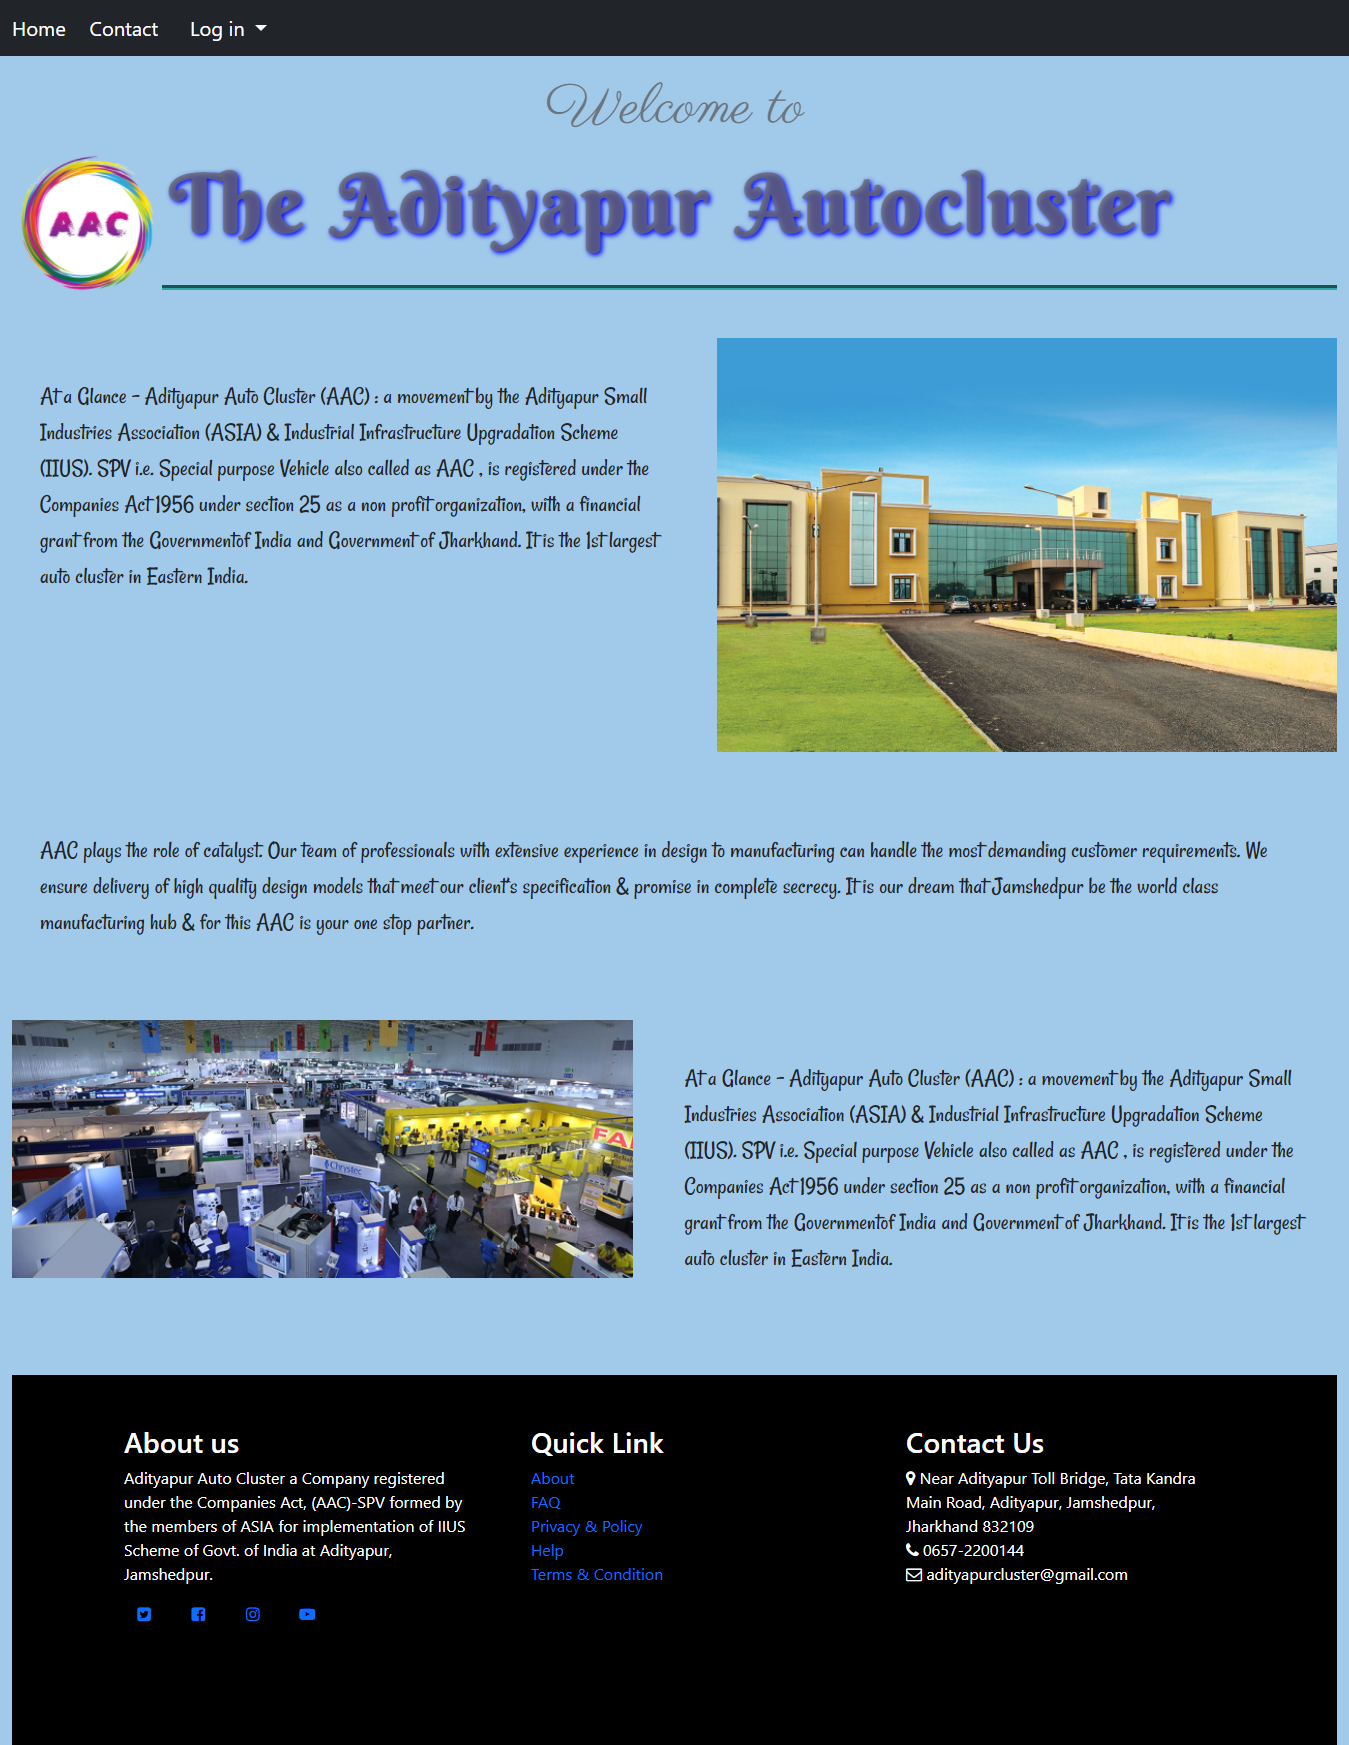 Home Contact Log in
Welcome to
AAC
The Adityapur Autocluster
At a Glance - Adityapur Auto Cluster (AAC) : a movement by the Adityapur Small
Industries Association (ASIA) & Industrial Infrastructure Upgradation Scheme
(IIUS). SPV i.e. Special purpose Vehicle also called as AAC , is registered under the
Companies Act 1956 under section 25 as a non profit organization, with a financial
grant from the Governmentof India and Government of Jharkhand. It is the 1st largest
auto cluster in Eastern India.
AAC plays the role of catalyst. Our team of professionals with extensive experience in design to manufacturing can handle the most demanding customer requirements. We
ensure delivery of high quality design models that meet our client's specification & promise in complete secrecy. It is our dream that Jamshedpur be the world class
manufacturing hub & for this AAC is your one stop partner.
Chrystec
FA
At a Glance - Adityapur Auto Cluster (AAC) : a movement by the Adityapur Small
Industries Association (ASIA) & Industrial Infrastructure Upgradation Scheme
(IIUS). SPV i.e. Special purpose Vehicle also called as AAC , is registered under the
Companies Act 1956 under section 25 as a non profit organization, with a financial
grant from the Governmentof India and Government of Jharkhand. It is the 1st largest
auto cluster in Eastern India.
About us
Adityapur Auto Cluster a Company registered
under the Companies Act, (AAC)-SPV formed by
the members of ASIA for implementation of IIUS
Scheme of Govt. of India at Adityapur,
Jamshedpur.
Quick Link
About
FAQ
Privacy & Policy
Help
Terms & Condition
Contact Us
Near Adityapur Toll Bridge, Tata Kandra
Main Road, Adityapur, Jamshedpur,
Jharkhand 832109
0657-2200144
adityapurcluster@gmail.com